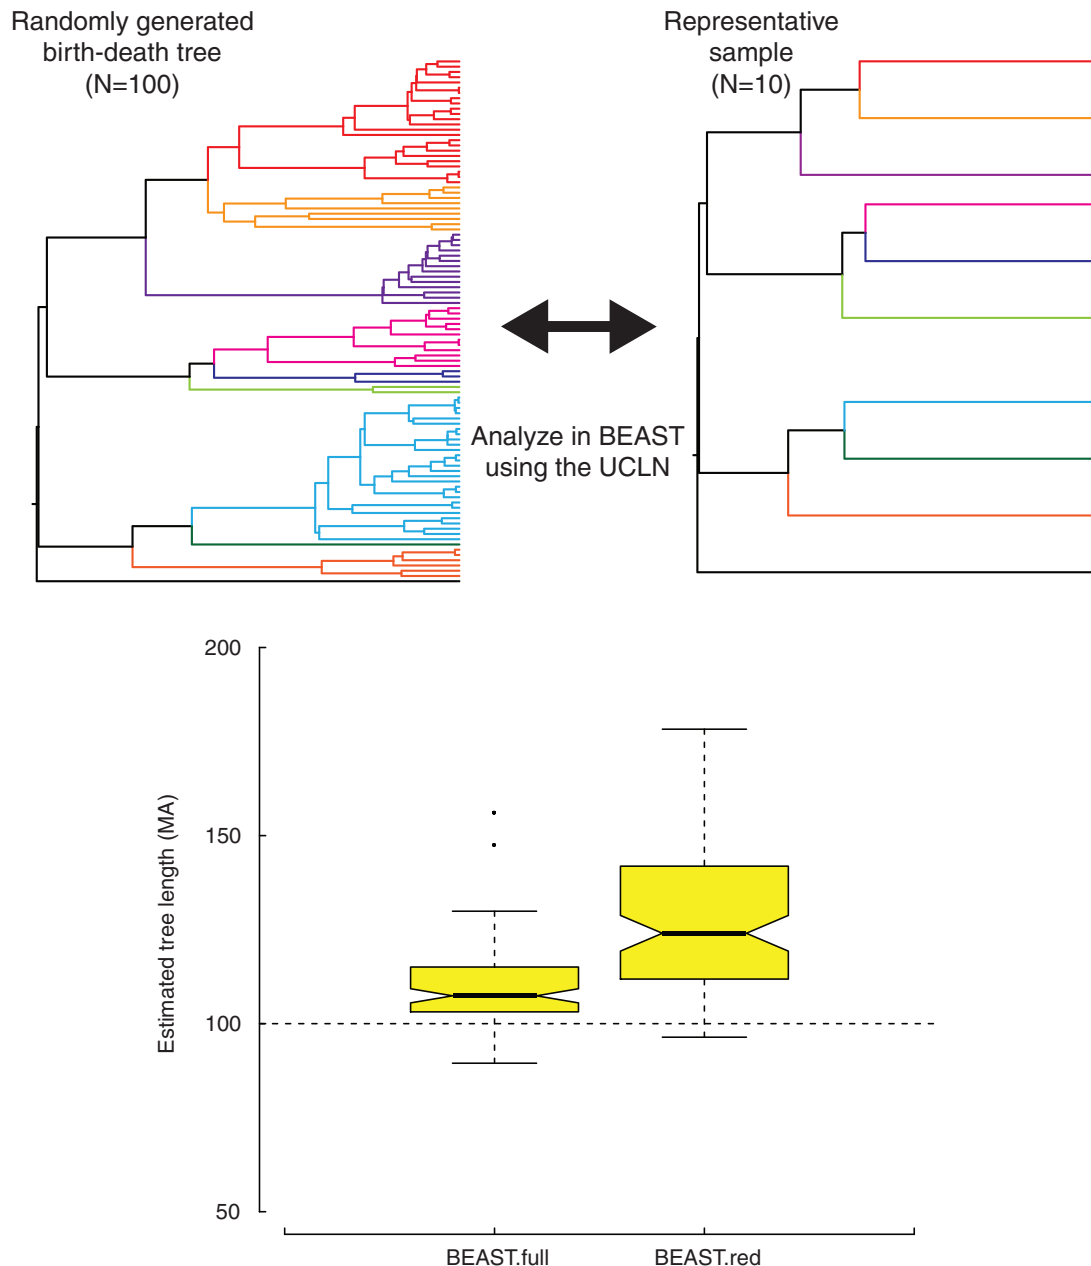 Randomly generated
birth-death tree
(N=100)
Representative
sample
(N=10)
Analyze in BEAST
using the UCLN
Estimated tree length (MA)
200
150
100
50
BEAST.full
BEAST.red